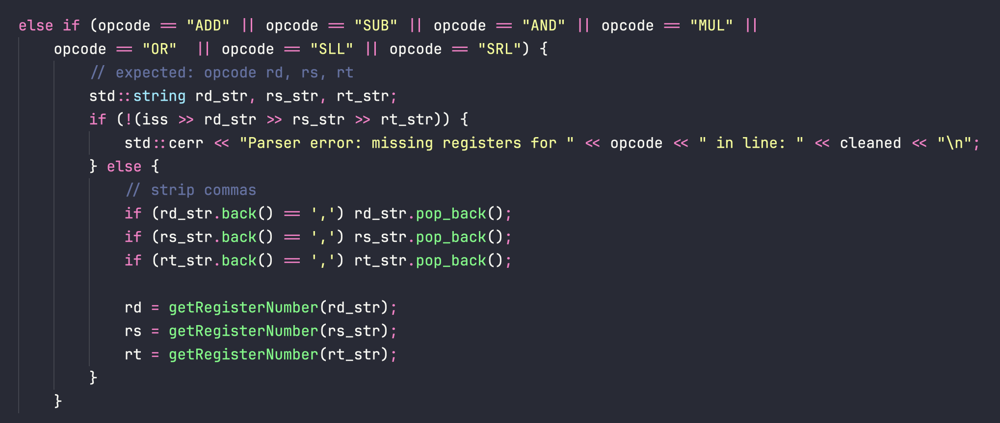 else if (opcode == "ADD" || opcode == "SUB" || opcode == "AND" || opcode == "MUL" ||
    opcode == "OR"  || opcode == "SLL" || opcode == "SRL") {
        // expected: opcode rd, rs, rt
        std::string rd_str, rs_str, rt_str;
        if (!(iss >> rd_str >> rs_str >> rt_str)) {
            std::cerr << "Parser error: missing registers for " << opcode << " in line: " << cleaned << "\n";
        } else {
            // strip commas
            if (rd_str.back() == ',') rd_str.pop_back();
            if (rs_str.back() == ',') rs_str.pop_back();
            if (rt_str.back() == ',') rt_str.pop_back();

            rd = getRegisterNumber(rd_str);
            rs = getRegisterNumber(rs_str);
            rt = getRegisterNumber(rt_str);
        }
    }